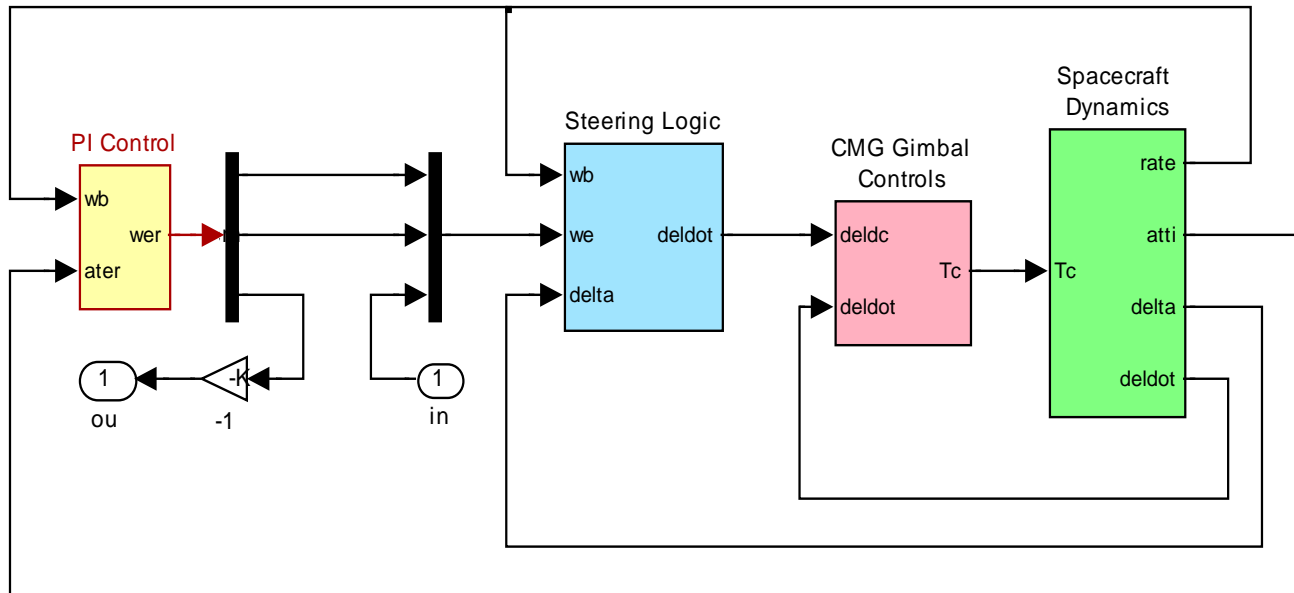 Spacecraft
Dynamics
Steering Logic
PI Control
CMG Gimbal
Controls
wb
wer
ater
wb
we
delta
deldot
deldc
deldot
Tc
Tc
rate
atti
delta
deldot
1
ou
-K
-1
1
in